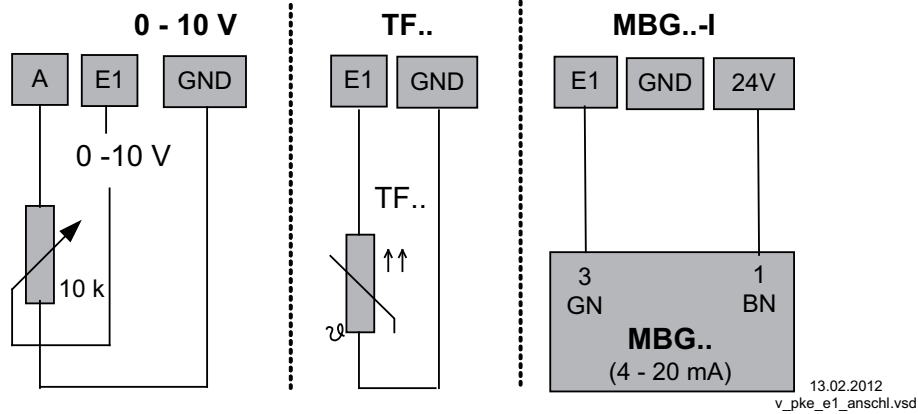 0 - 10 V
A E1 GND
0 -10 V
10 k
TF..
E1 GND
TF..
↑↑
ϑ
MBG..-I
E1 GND 24V
3 1
GN BN
MBG..
(4 - 20 mA)
13.02.2012
v_pke_e1_anschl.vsd